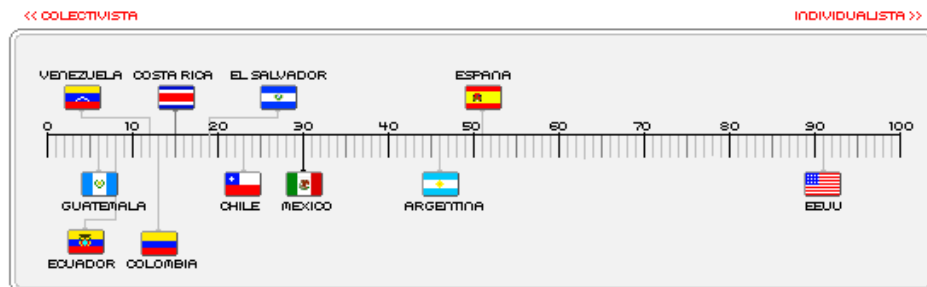 << COLECTIVISTA INDIVIDUALISTA >>
VENEZUELA COSTA RICA EL SALVADOR ESPANA
0 10 20 30 40 50 60 70 80 90 100
GUATEMALA CHILE MEXICO ARGENTINA EEUU
ECUADOR COLOMBIA